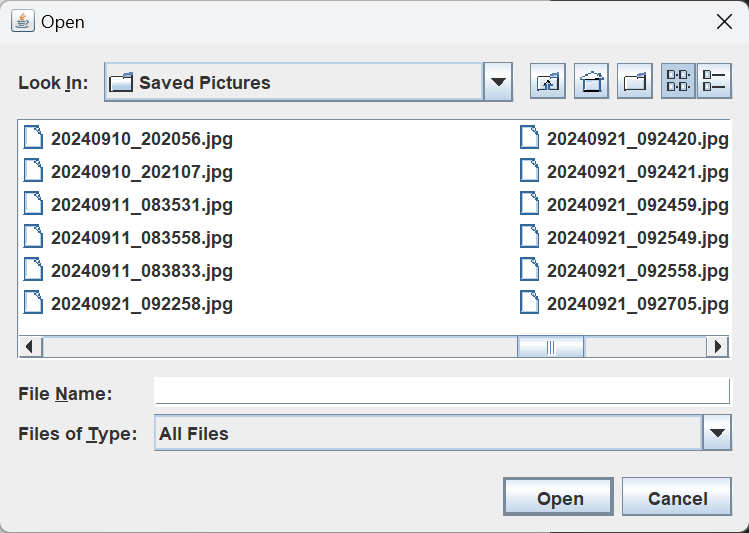 Open
Look In: Saved Pictures
20240910_202056.jpg
20240910_202107.jpg
20240911_083531.jpg
20240911_083558.jpg
20240911_083833.jpg
20240921_092258.jpg
20240921_092420.jpg
20240921_092421.jpg
20240921_092459.jpg
20240921_092549.jpg
20240921_092558.jpg
20240921_092705.jpg
File Name:
Files of Type: All Files
Open Cancel